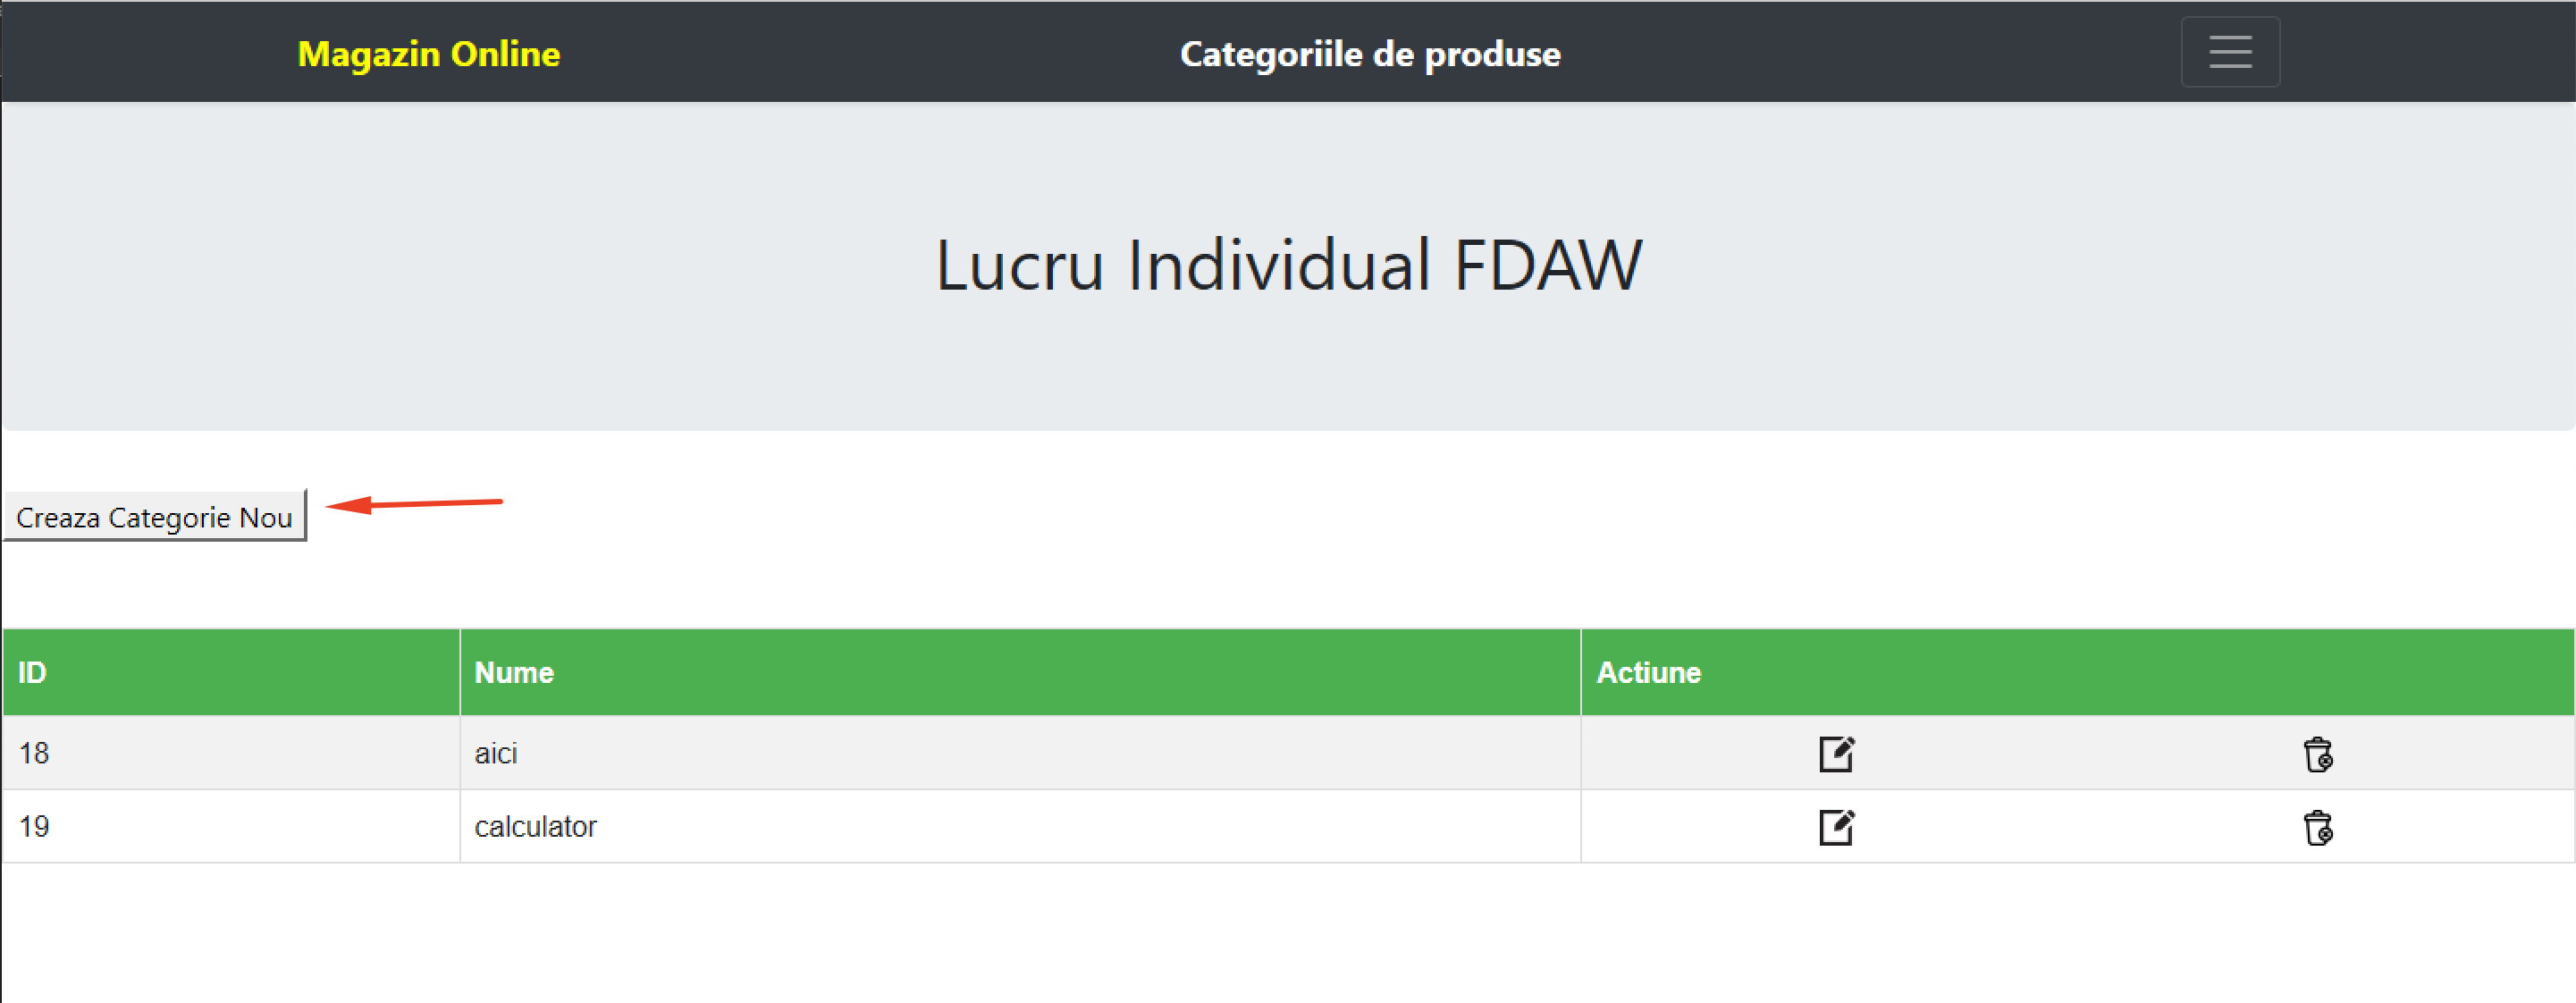 Magazin Online Categoriile de produse
Lucru Individual FDAW
Creaza Categorie Nou
ID Nume Actiune
18 aici
19 calculator